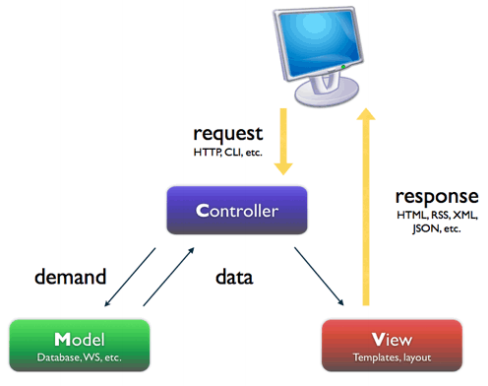 request
HTTP, CLI, etc.
response
HTML, RSS, XML,
JSON, etc.
Controller
demand
data
Model
Database, WS, etc.
View
Templates, layout